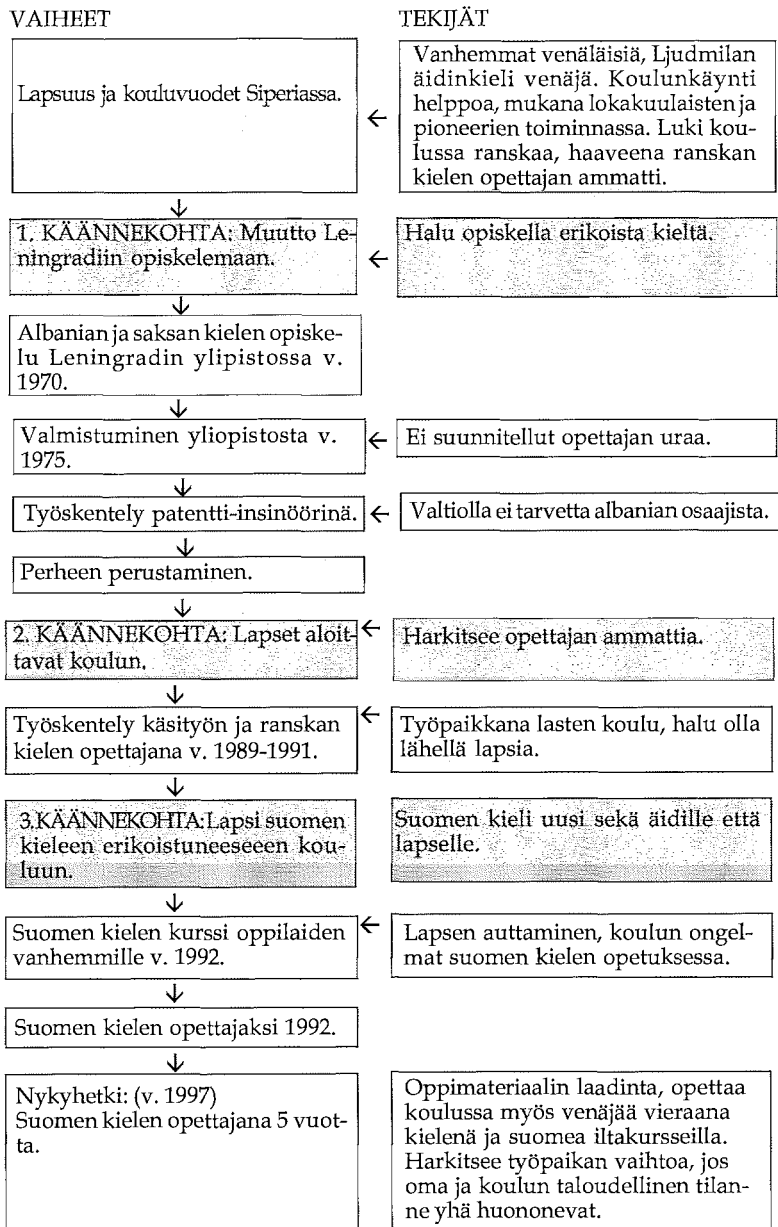 VAIHEET
TEKIJÄT
Lapsuus ja kouluvuodet Siperiassa.
Vanhemmat venäläisiä, Ljudmilan
äidinkieli venäjä. Koulunkäynti
helppoa, mukana lokakuulaisten ja
pioneerien toiminnassa. Luki kou-
lussa ranskaa, haaveena ranskan
kielen opettajan ammatti.
1. KÄÄNNEKOHTA: Muutto Le-
ningradiin opiskelemaan.
Halu opiskella erikoista kieltä.
Albanian ja saksan kielen opiske-
lu Leningradin ylipistossa v.
1970.
Valmistuminen yliopistosta v.
1975.
Ei suunnitellut opettajan uraa.
Työskentely patentti-insinöörinä.
Valtiolla ei tarvetta albanian osaajista.
Perheen perustaminen.
2. KÄÄNNEKOHTA: Lapset aloit-
tavat koulun.
Harkitsee opettajan ammattia.
Työskentely käsityön ja ranskan
kielen opettajana v. 1989-1991.
Työpaikkana lasten koulu, halu olla
lähellä lapsia.
3.KÄÄNNEKOHTA:Lapsi suomen
kieleen erikoistuneeseeen kou-
luun.
Suomen kieli uusi sekä äidille että
lapselle.
Suomen kielen kurssi oppilaiden
vanhemmille v. 1992.
Lapsen auttaminen, koulun ongel-
mat suomen kielen opetuksessa.
Suomen kielen opettajaksi 1992.
Nykyhetki: (v. 1997)
Suomen kielen opettajana 5 vuot-
ta.
Oppimateriaalin laadinta, opettaa
koulussa myös venäjää vieraana
kielenä ja suomea iltakursseilla.
Harkitsee työpaikan vaihtoa, jos
oma ja koulun taloudellinen tilan-
ne yhä huononevat.